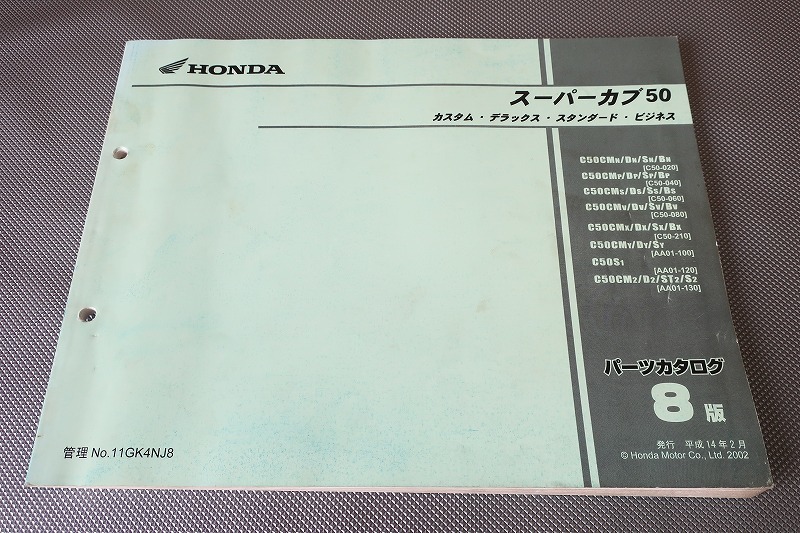 HONDA
スーパーカブ50
カスタム・デラックス・スタンダード・ビジネス
C50CMN/DN/SN/BN
[C50-020]
C50CMP/DP/SP/BP
[C50-040]
C50CMS/DS/SS/BS
[C50-060]
C50CMV/DV/SV/BV
[C50-080]
C50CMX/DX/SX/BX
[C50-210]
C50CMY/DY/SY
[AA01-100]
C50S1
[AA01-120]
C50CM2/D2/ST2/S2
[AA01-130]
パーツカタログ
8版
発行 平成14年2月
© Honda Motor Co., Ltd. 2002
管理 No.11GK4NJ8